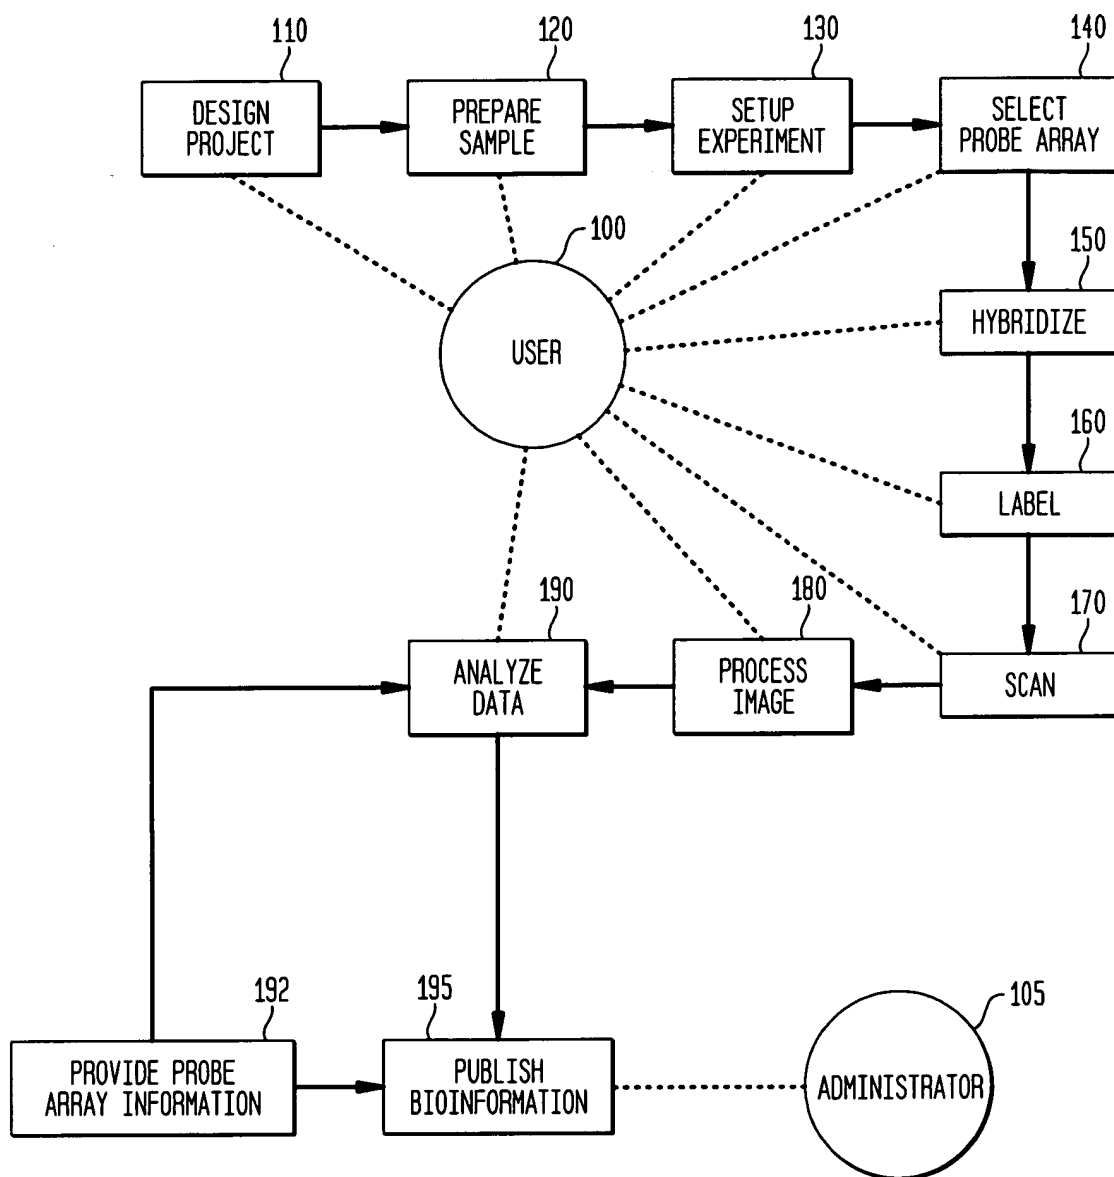 110
120
130
140
DESIGN
PROJECT
PREPARE
SAMPLE
SETUP
EXPERIMENT
SELECT
PROBE ARRAY
100
150
USER
HYBRIDIZE
160
LABEL
190
180
170
ANALYZE
DATA
PROCESS
IMAGE
SCAN
192
195
105
PROVIDE PROBE
ARRAY INFORMATION
PUBLISH
BIOINFORMATION
ADMINISTRATOR